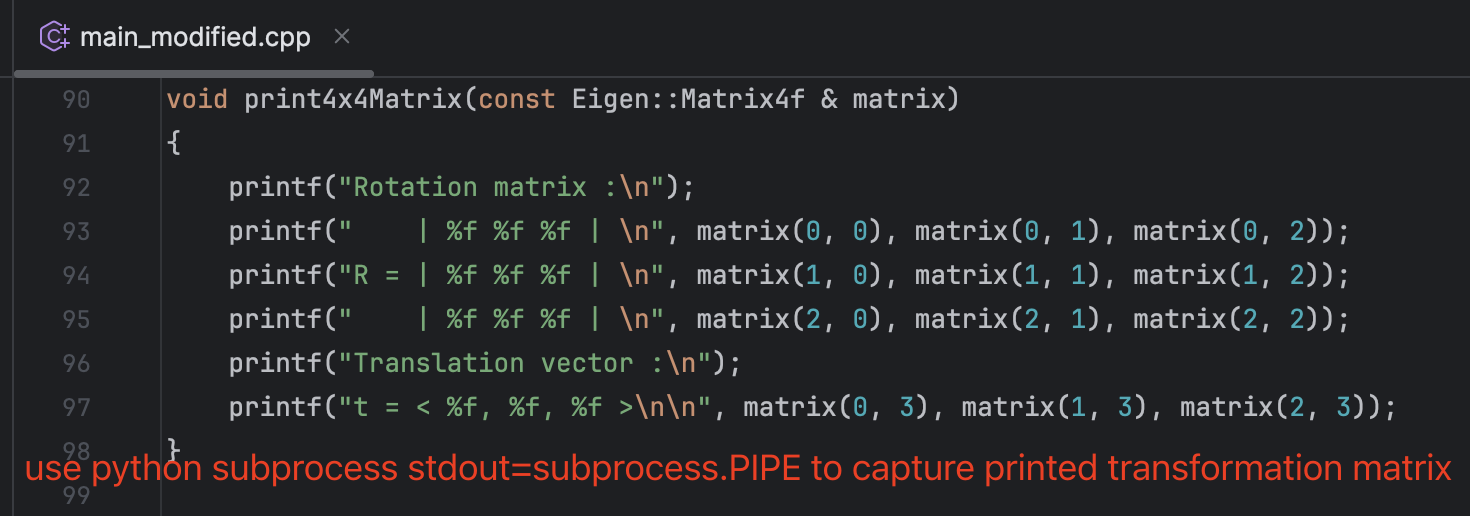 main_modified.cpp
90 void print4x4Matrix(const Eigen::Matrix4f & matrix)
91 {
92     printf("Rotation matrix :\n");
93     printf("    | %f %f %f | \n", matrix(0, 0), matrix(0, 1), matrix(0, 2));
94     printf("R = | %f %f %f | \n", matrix(1, 0), matrix(1, 1), matrix(1, 2));
95     printf("    | %f %f %f | \n", matrix(2, 0), matrix(2, 1), matrix(2, 2));
96     printf("Translation vector :\n");
97     printf("t = < %f, %f, %f >\n\n", matrix(0, 3), matrix(1, 3), matrix(2, 3));
98 }
use python subprocess stdout=subprocess.PIPE to capture printed transformation matrix
99